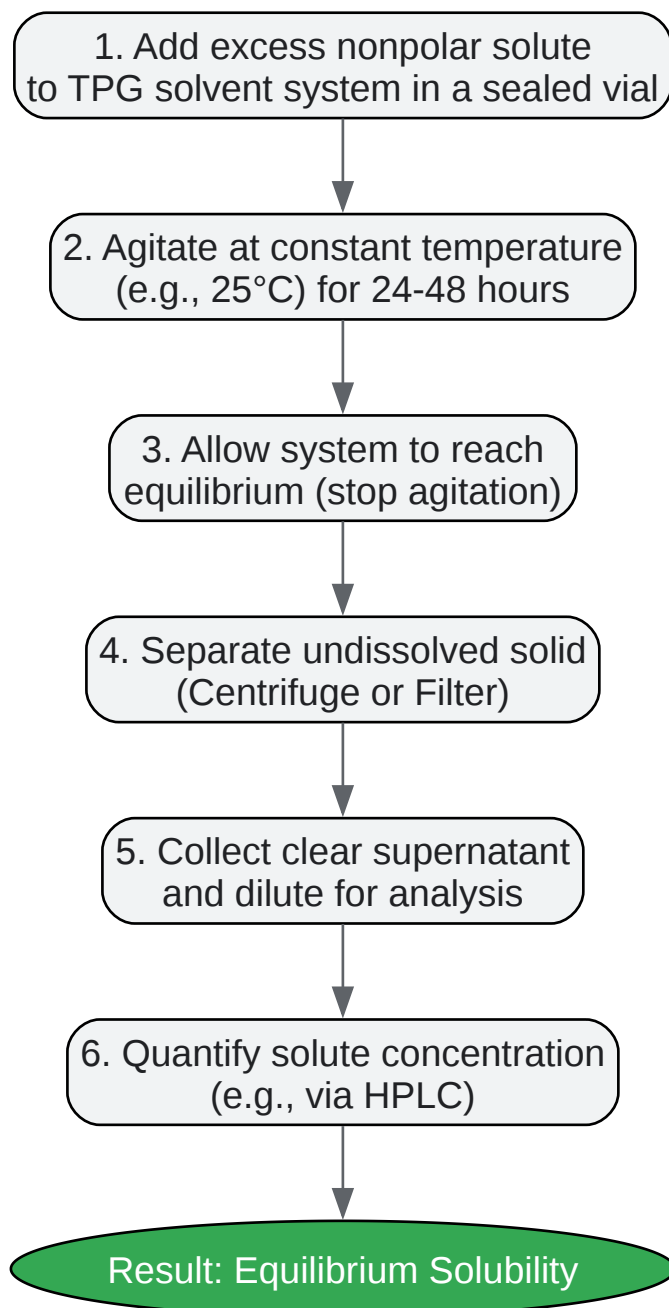 1. Add excess nonpolar solute
to TPG solvent system in a sealed vial
2. Agitate at constant temperature
(e.g., 25°C) for 24-48 hours
3. Allow system to reach
equilibrium (stop agitation)
4. Separate undissolved solid
(Centrifuge or Filter)
5. Collect clear supernatant
and dilute for analysis
6. Quantify solute concentration
(e.g., via HPLC)
Result: Equilibrium Solubility